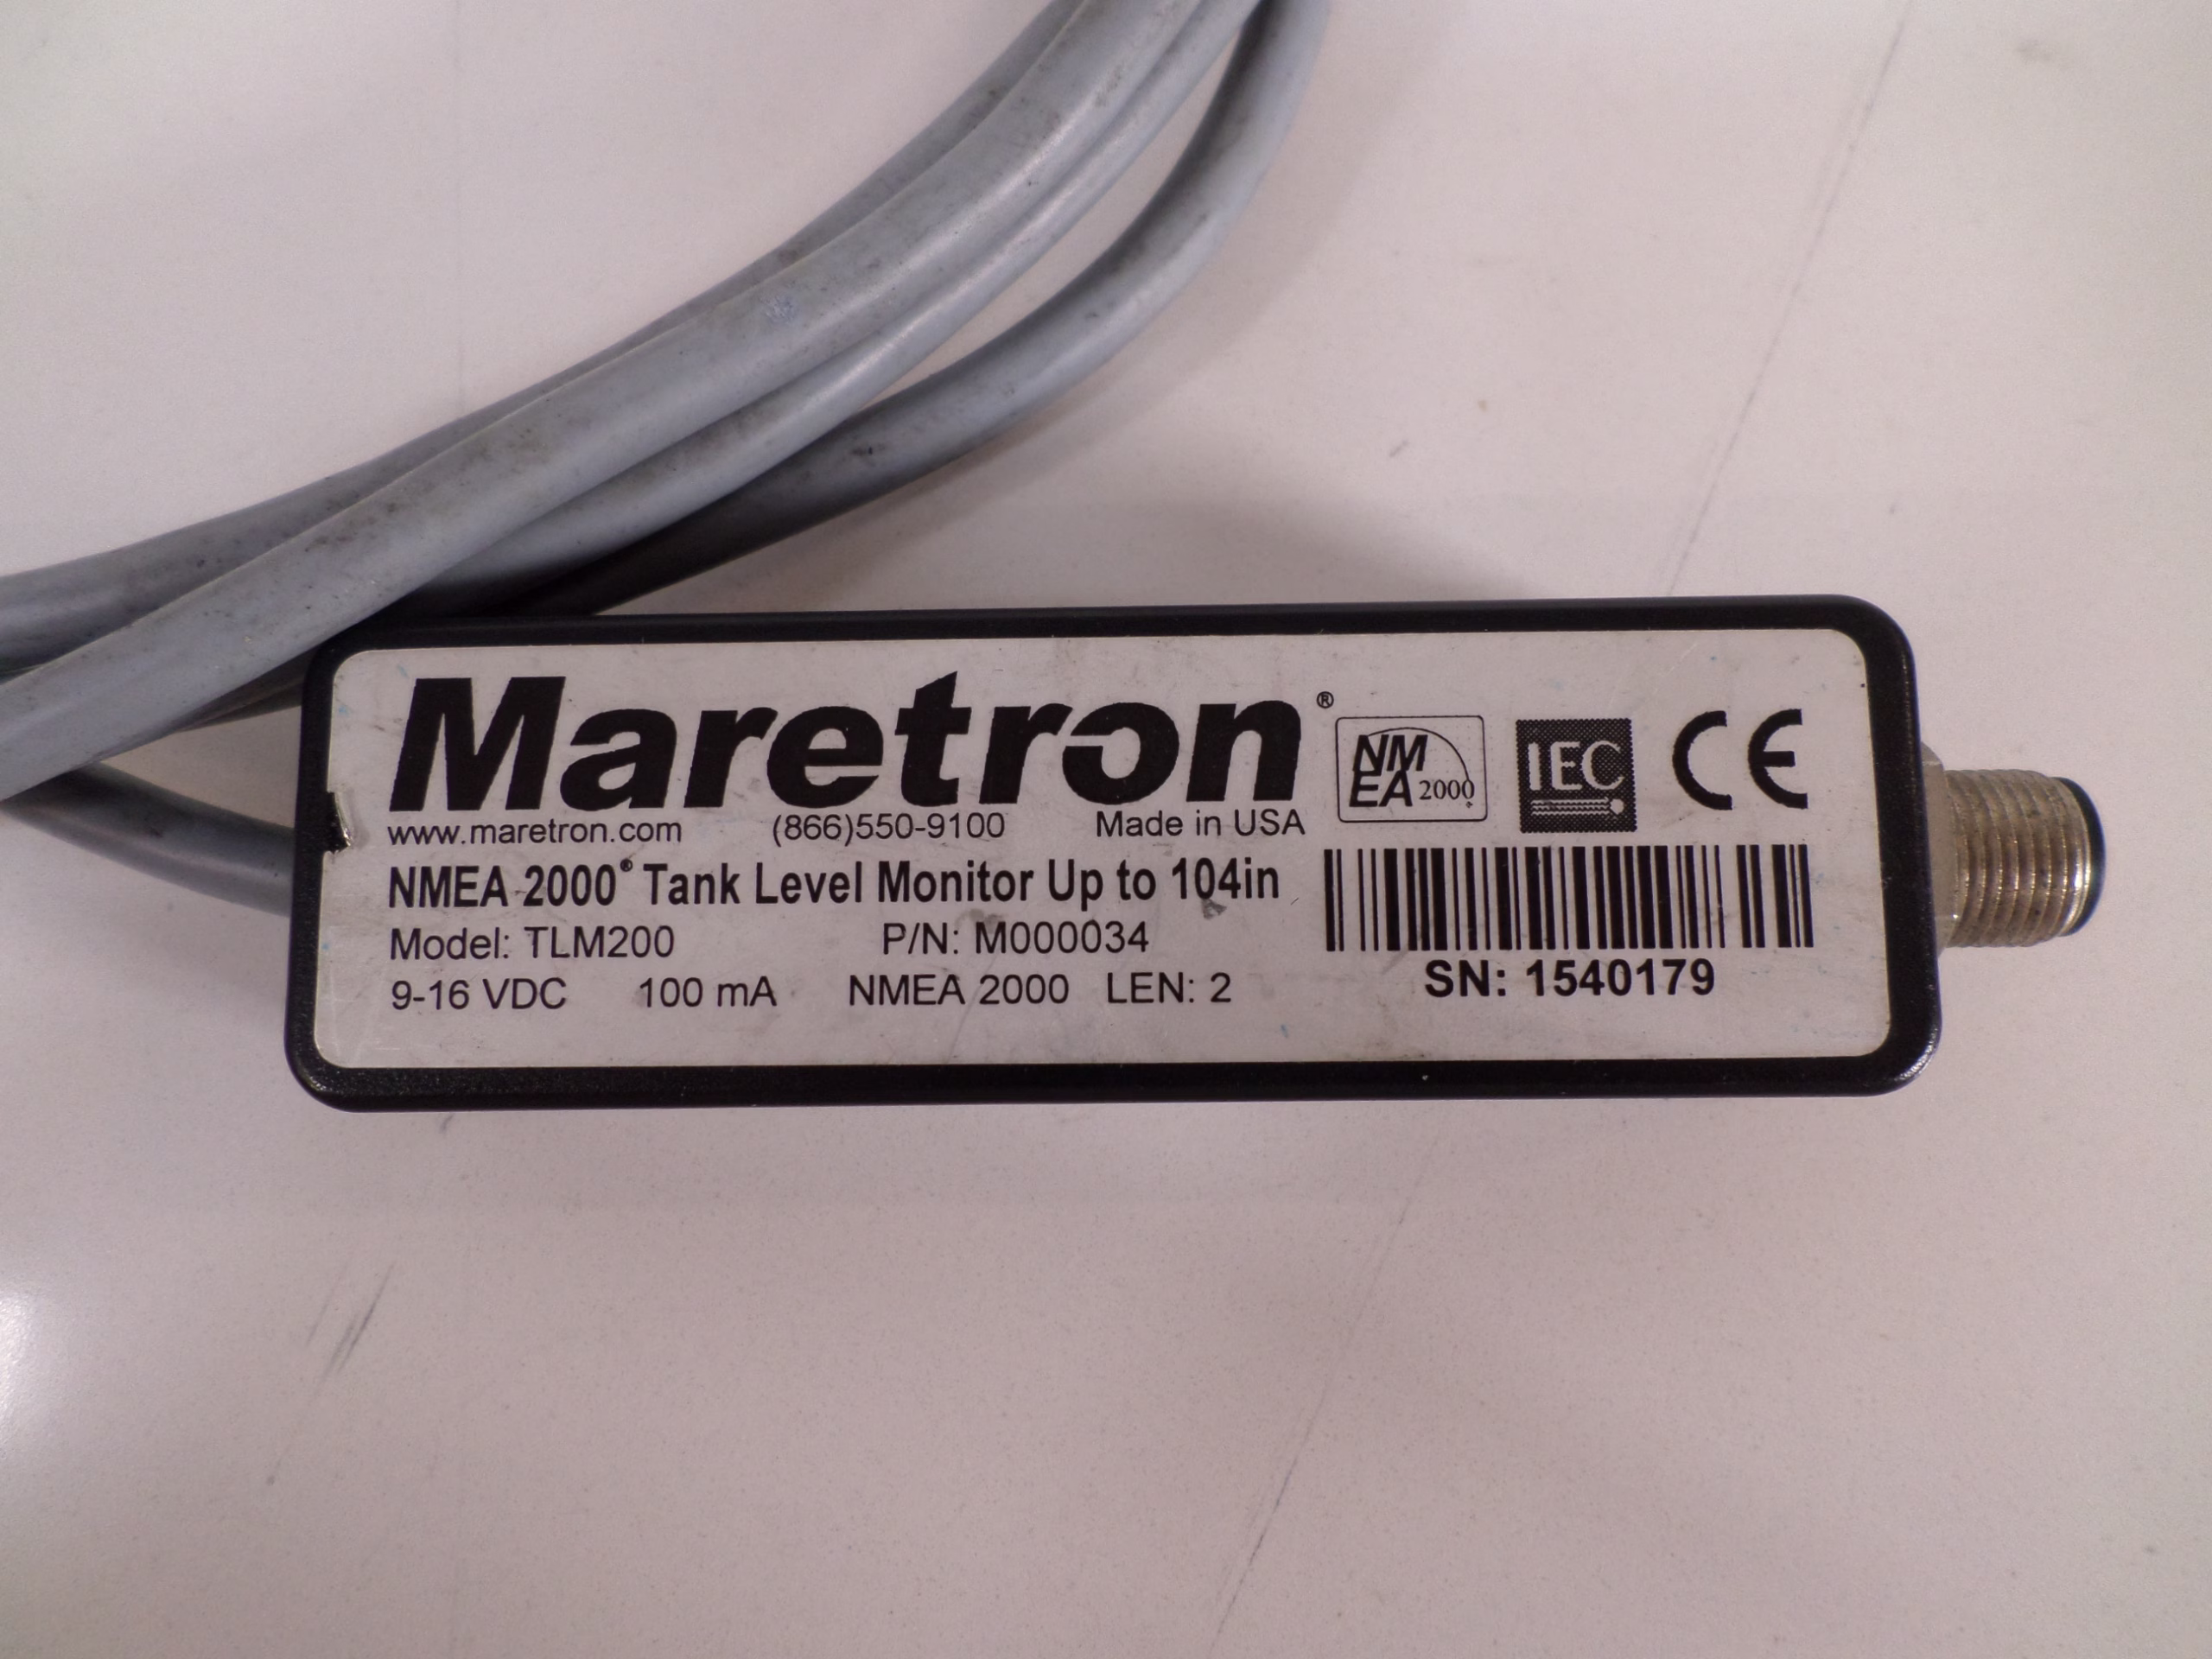 Maretron®
www.maretron.com (866)550-9100 Made in USA
NMEA 2000
IEC
CE
NMEA 2000® Tank Level Monitor Up to 104in
Model: TLM200 P/N: M000034
9-16 VDC 100 mA NMEA 2000 LEN: 2
SN: 1540179